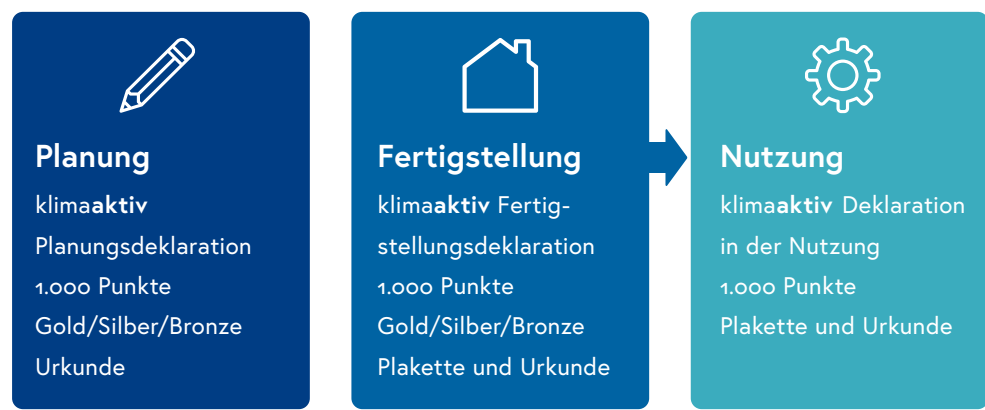 Planung
klimaaktiv
Planungsdeklaration
1.000 Punkte
Gold/Silber/Bronze
Urkunde
Fertigstellung
klimaaktiv Fertig-
stellungsdeklaration
1.000 Punkte
Gold/Silber/Bronze
Plakette und Urkunde
Nutzung
klimaaktiv Deklaration
in der Nutzung
1.000 Punkte
Plakette und Urkunde